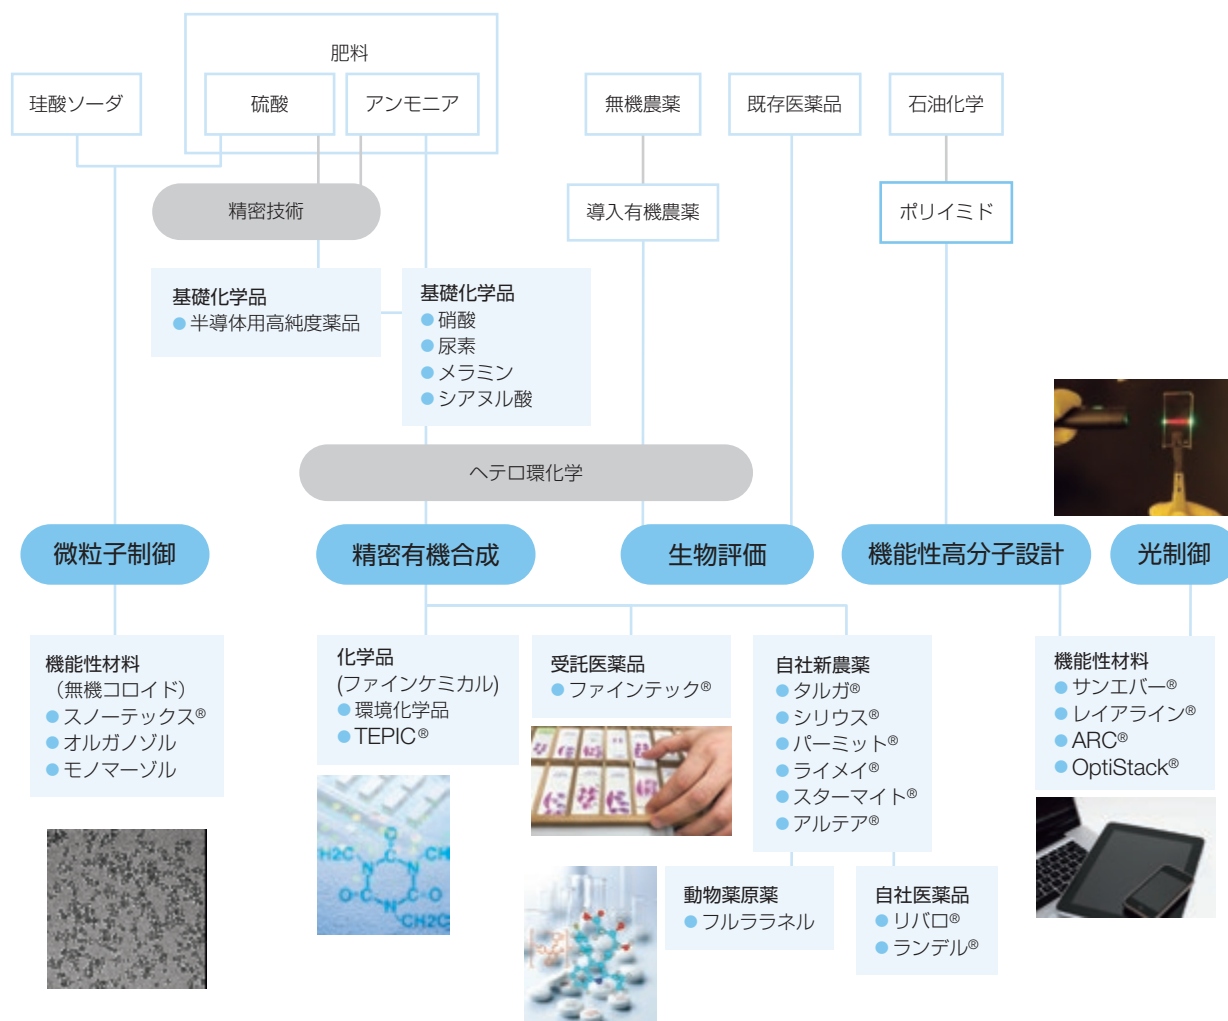 肥料
珪酸ソーダ
硫酸
アンモニア
無機農薬
既存医薬品
石油化学
精密技術
導入有機農薬
ポリイミド
基礎化学品
●半導体用高純度薬品
基礎化学品
●硝酸
●尿素
●メラミン
●シアヌル酸
ヘテロ環化学
微粒子制御
精密有機合成
生物評価
機能性高分子設計
光制御
機能性材料
（無機コロイド）
●スノーテックス®
●オルガノゾル
●モノマーゾル
化学品
(ファインケミカル)
●環境化学品
●TEPIC®
受託医薬品
●ファインテック®
自社新農薬
●タルガ®
●シリウス®
●パーミット®
●ライメイ®
●スターマイト®
●アルテア®
機能性材料
●サンエバー®
●レイアライン®
●ARC®
●OptiStack®
動物薬原薬
●フルララネル
自社医薬品
●リバロ®
●ランデル®
O
H2C
N
N
CH
O
C
C
O
N
CH2C